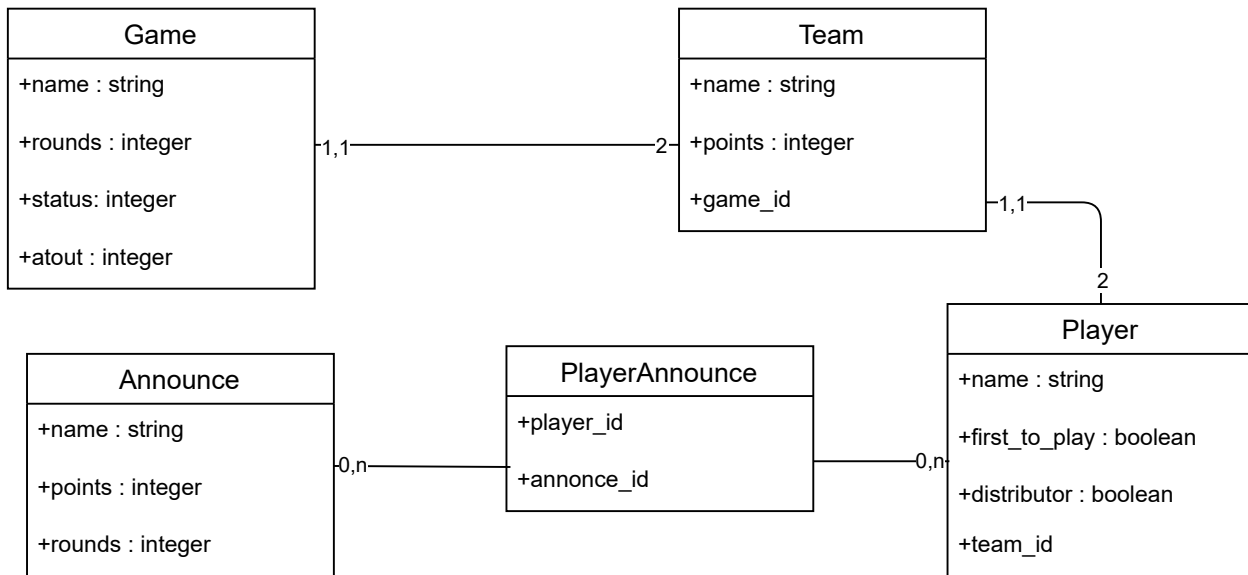 Game
+name : string
+rounds : integer
+status: integer
+atout : integer
1,1
2
Team
+name : string
+points : integer
+game_id
1,1
2
Announce
+name : string
+points : integer
+rounds : integer
0,n
PlayerAnnounce
+player_id
+annonce_id
0,n
Player
+name : string
+first_to_play : boolean
+distributor : boolean
+team_id